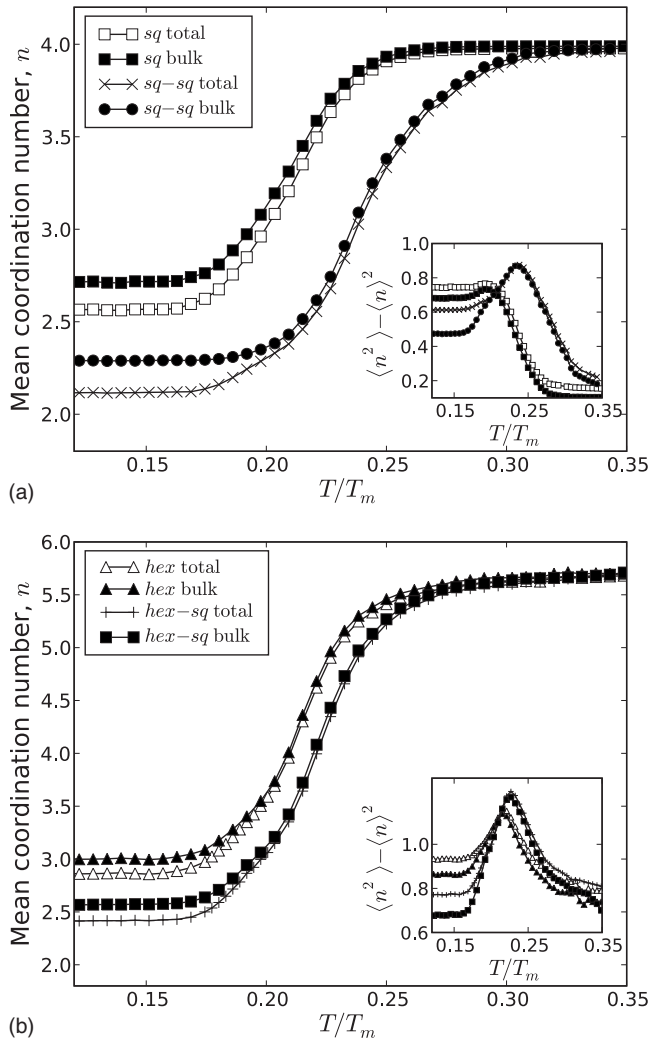 4.0
3.5
3.0
2.5
2.0
Mean coordination number, n
sq total
sq bulk
sq−sq total
sq−sq bulk
1.0
0.8
0.6
0.4
0.2
⟨n²⟩−⟨n⟩²
0.15 0.25 0.35
T/Tₘ
0.15 0.20 0.25 0.30 0.35
T/Tₘ
(a)
6.0
5.5
5.0
4.5
4.0
3.5
3.0
2.5
2.0
Mean coordination number, n
hex total
hex bulk
hex−sq total
hex−sq bulk
1.0
0.8
0.6
⟨n²⟩−⟨n⟩²
0.15 0.25 0.35
T/Tₘ
0.15 0.20 0.25 0.30 0.35
T/Tₘ
(b)